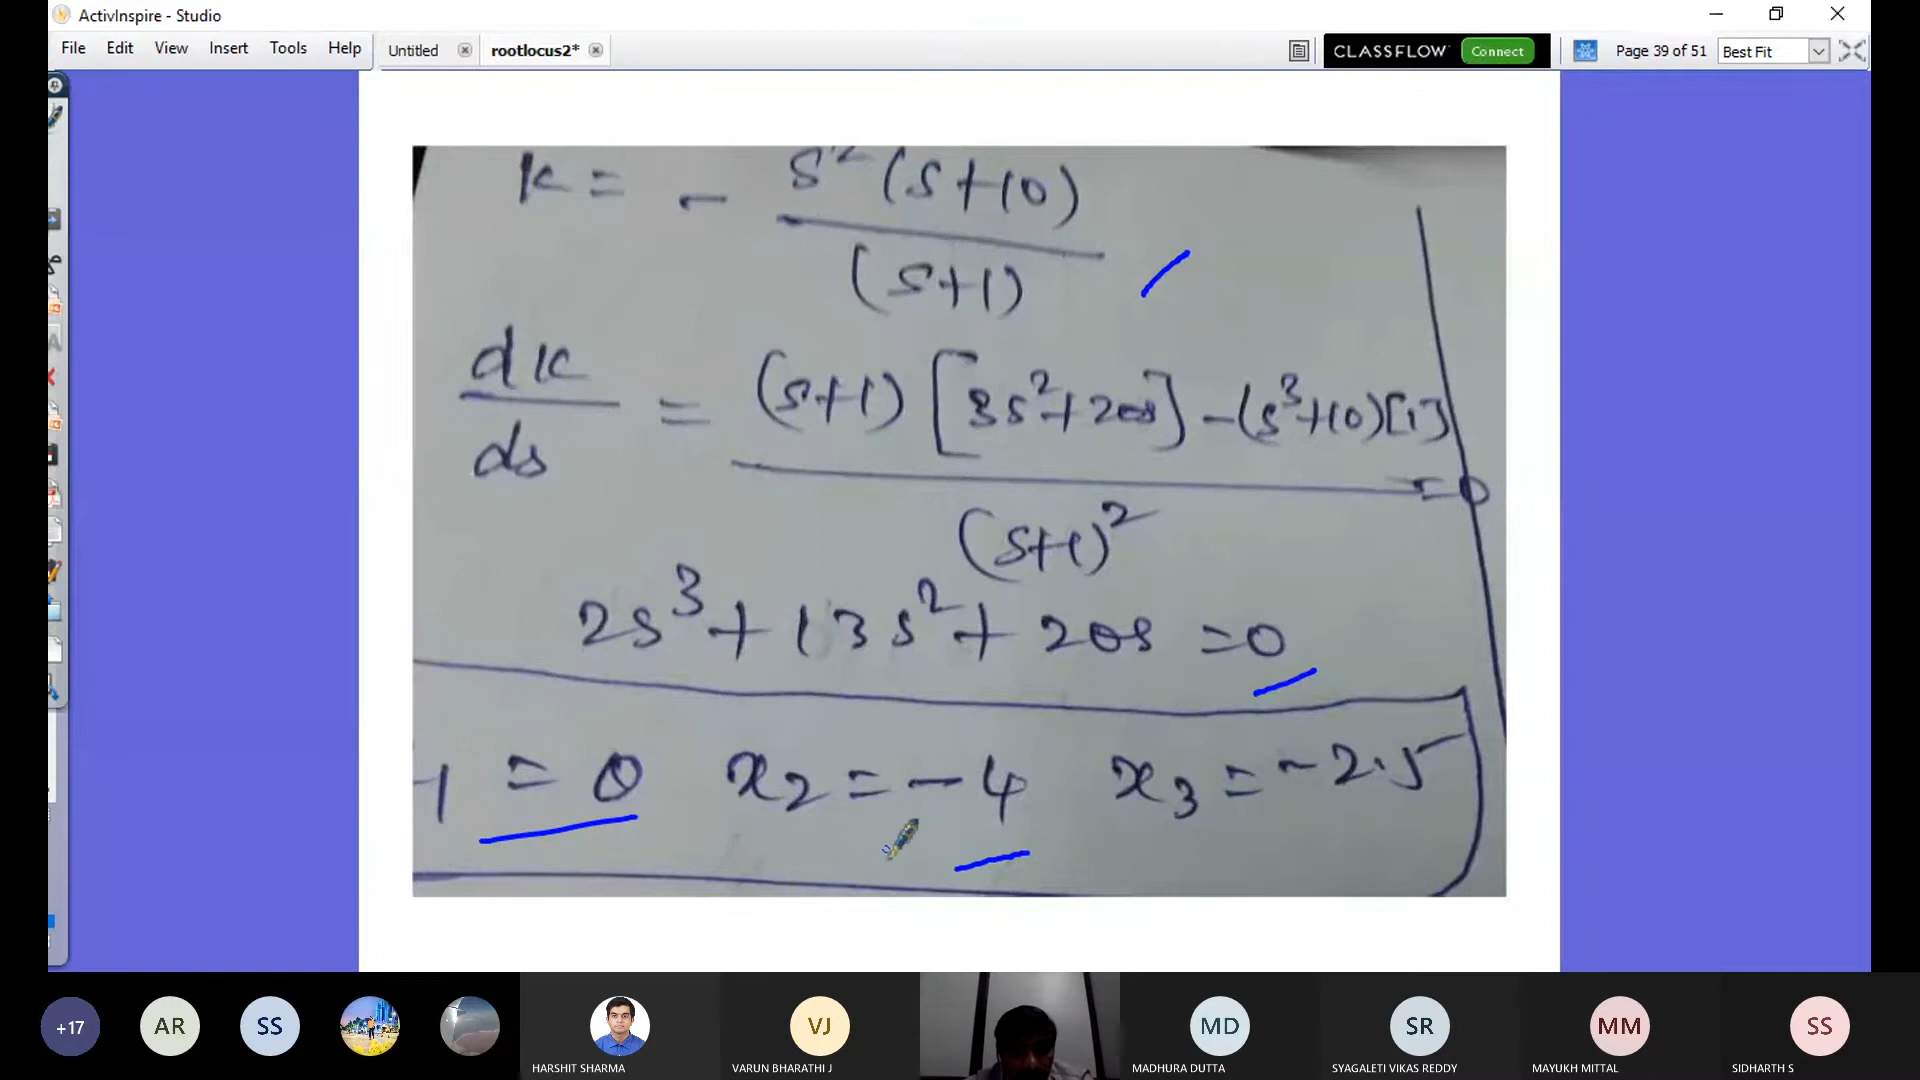 ActivInspire - Studio
File Edit View Insert Tools Help Untitled rootlocus2* CLASSFLOW Connect Page 39 of 51 Best Fit
K = - s²(s+10)
(s+1)
dk = (s+1) [3s²+20s] - (s³+10)[1]
ds = 0
(s+1)²
2s³ + 13s² + 20s = 0
= 0 x₂ = -4 x₃ = -2.5
+17 AR SS VJ MD SR MM SS
HARSHIT SHARMA VARUN BHARATHI J MADHURA DUTTA SYAGALETI VIKAS REDDY MAYUKH MITTAL SIDHARTH S